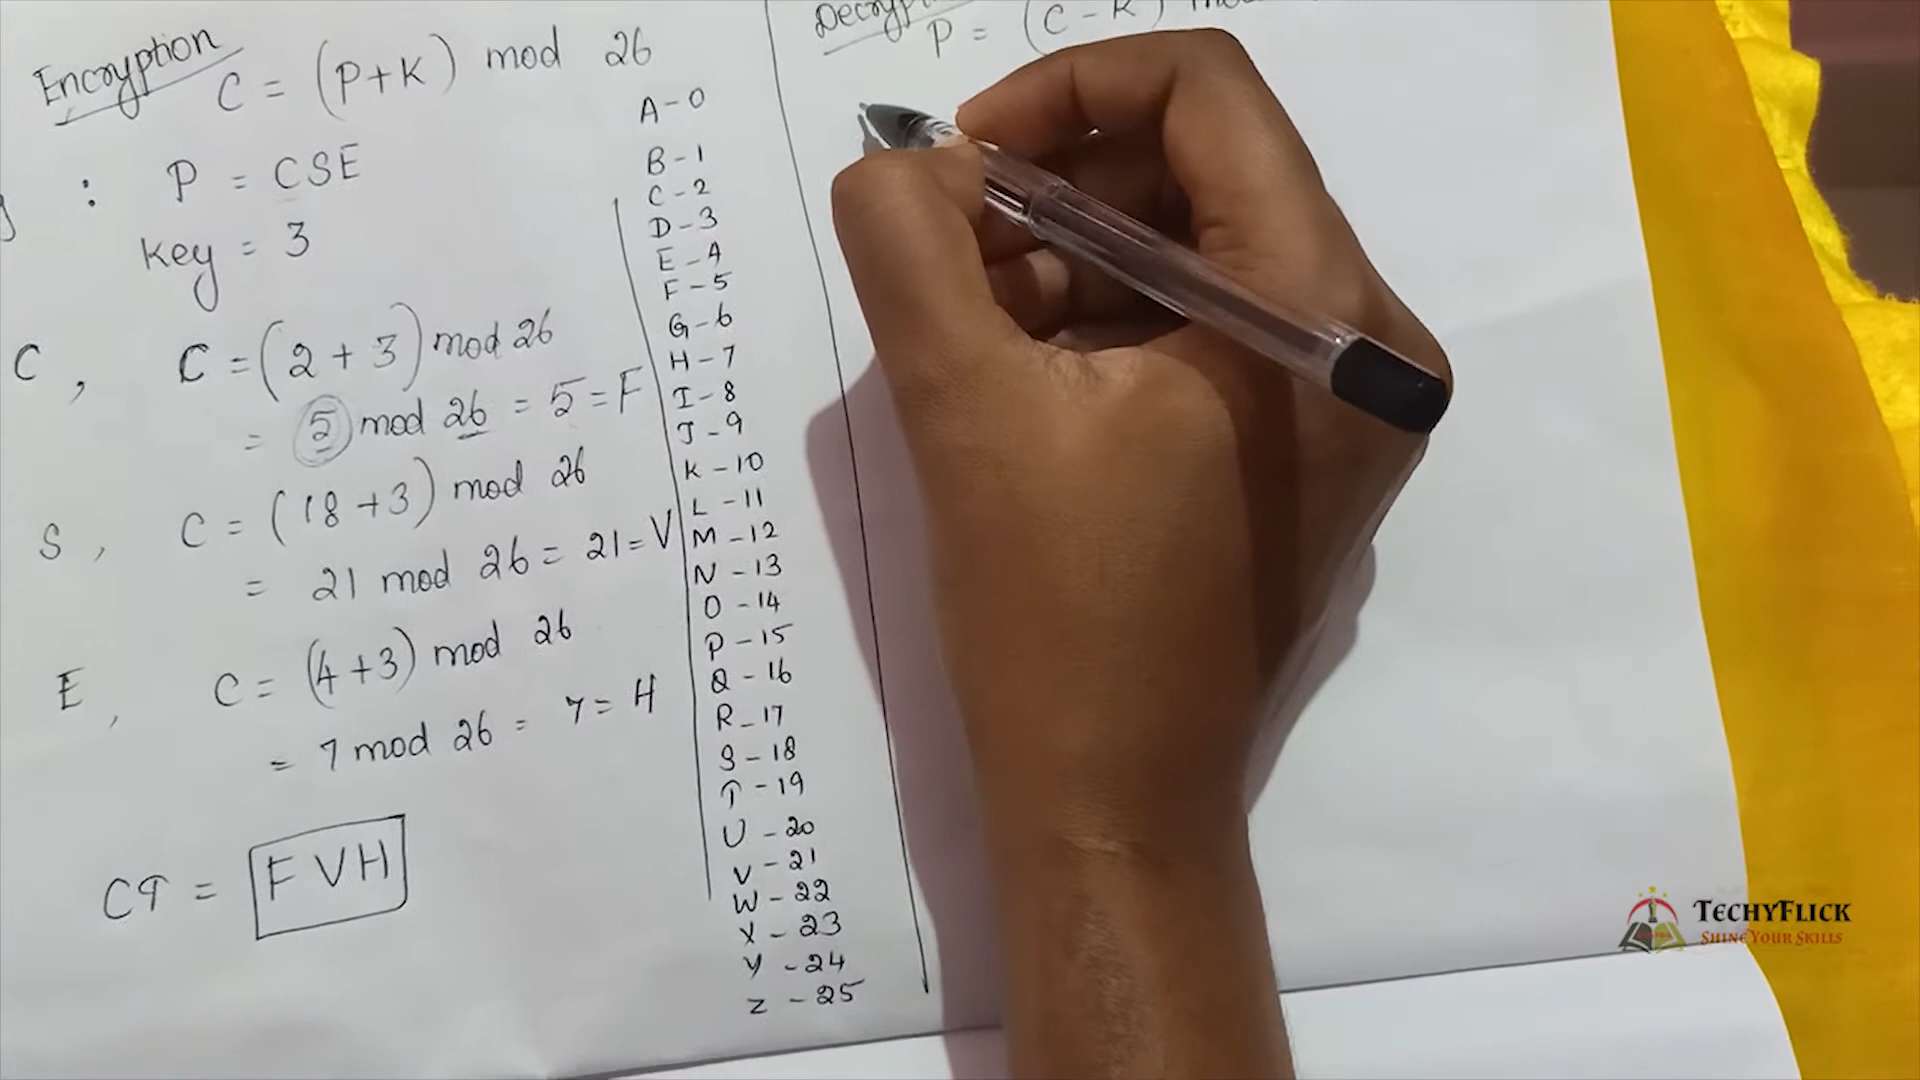 Encryption
C = (P+K) mod 26
: P = CSE
key = 3
C, C = (2 + 3) mod 26
= 5 mod 26 = 5 = F
S, C = (18 + 3) mod 26
= 21 mod 26 = 21 = V
E, C = (4 + 3) mod 26
= 7 mod 26 = 7 = H
CT = FVH
A - 0
B - 1
C - 2
D - 3
E - 4
F - 5
G - 6
H - 7
I - 8
J - 9
K - 10
L - 11
M - 12
N - 13
O - 14
P - 15
Q - 16
R - 17
S - 18
T - 19
U - 20
V - 21
W - 22
X - 23
Y - 24
Z - 25
P = (C - K)
TECHYFLICK
SHINE YOUR SKILLS